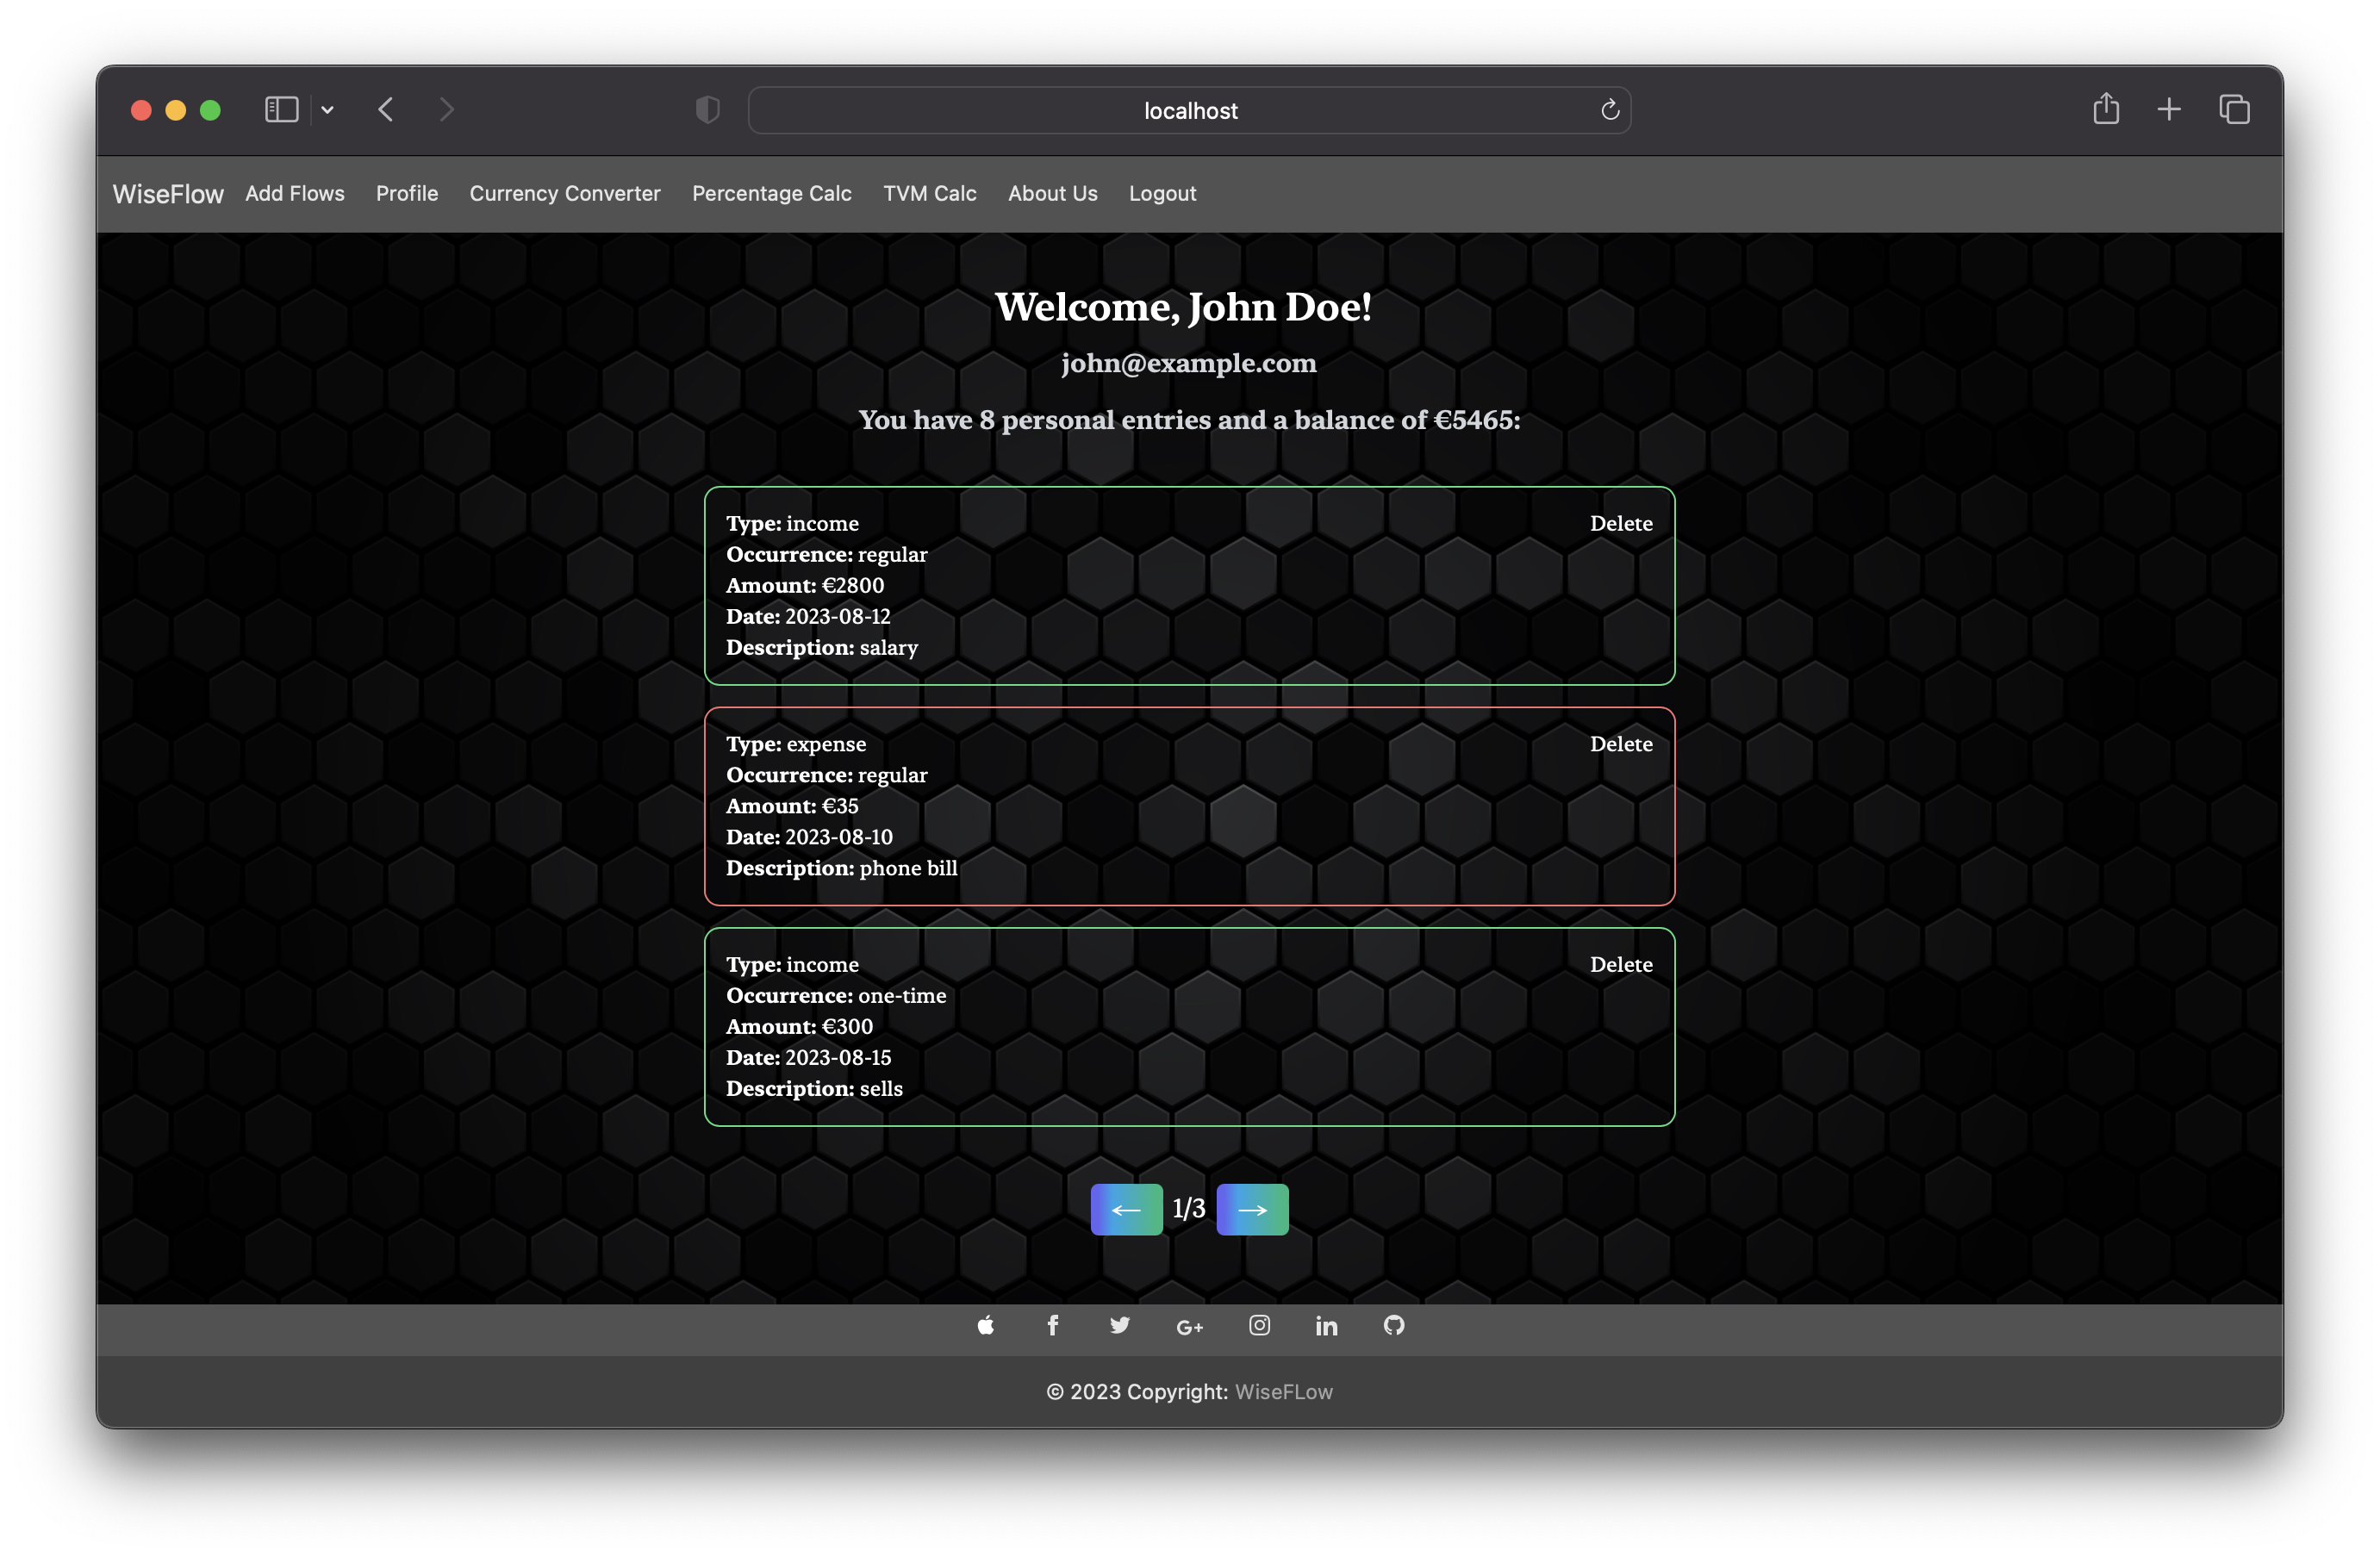 localhost
WiseFlow Add Flows Profile Currency Converter Percentage Calc TVM Calc About Us Logout
Welcome, John Doe!
john@example.com
You have 8 personal entries and a balance of €5465:
Type: income Delete
Occurrence: regular
Amount: €2800
Date: 2023-08-12
Description: salary
Type: expense Delete
Occurrence: regular
Amount: €35
Date: 2023-08-10
Description: phone bill
Type: income Delete
Occurrence: one-time
Amount: €300
Date: 2023-08-15
Description: sells
← 1/3 →
© 2023 Copyright: WiseFLow